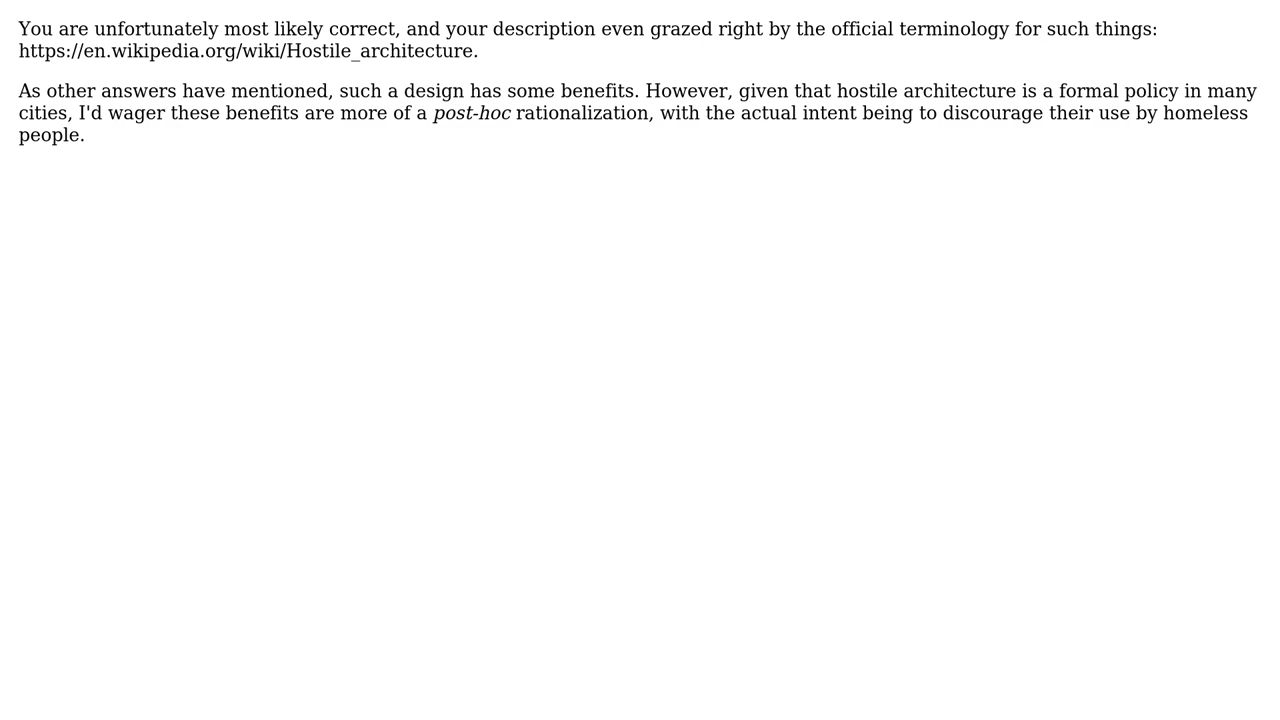 You are unfortunately most likely correct, and your description even grazed right by the official terminology for such things:
https://en.wikipedia.org/wiki/Hostile_architecture.
As other answers have mentioned, such a design has some benefits. However, given that hostile architecture is a formal policy in many
cities, I'd wager these benefits are more of a post-hoc rationalization, with the actual intent being to discourage their use by homeless
people.